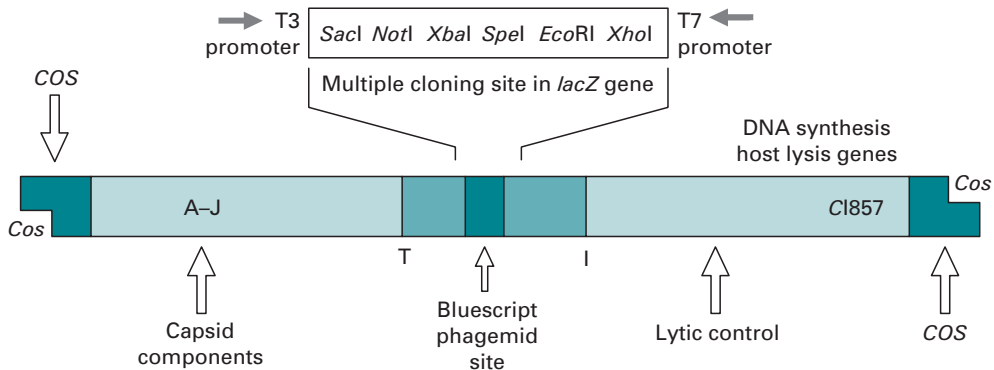 T3
promoter
SacI NotI XbaI SpeI EcoRI XhoI
T7
promoter
Multiple cloning site in lacZ gene
COS
DNA synthesis
host lysis genes
Cos
A–J
CI857
Cos
T
I
Capsid
components
Bluescript
phagemid
site
Lytic control
COS